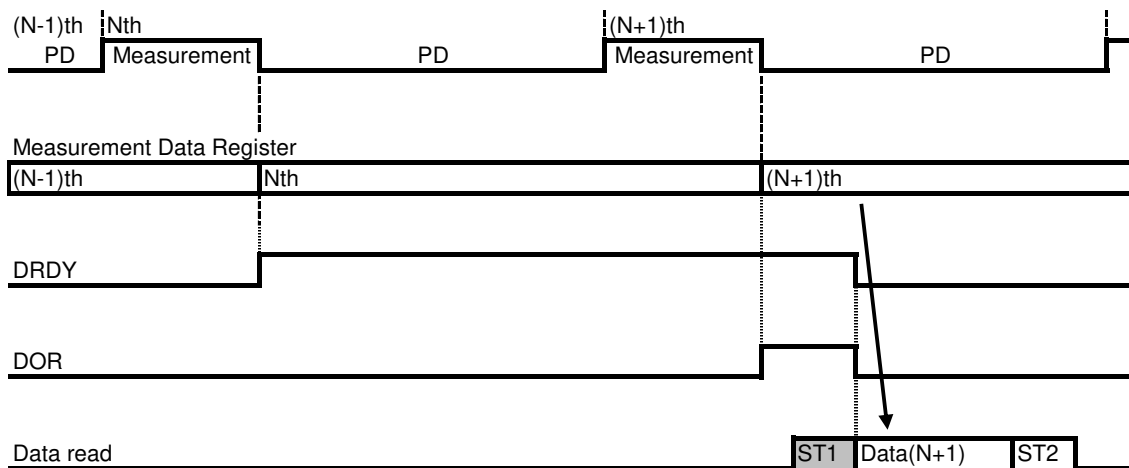 (N-1)th Nth (N+1)th
PD Measurement PD Measurement PD
Measurement Data Register
(N-1)th Nth (N+1)th
DRDY
DOR
Data read ST1 Data(N+1) ST2